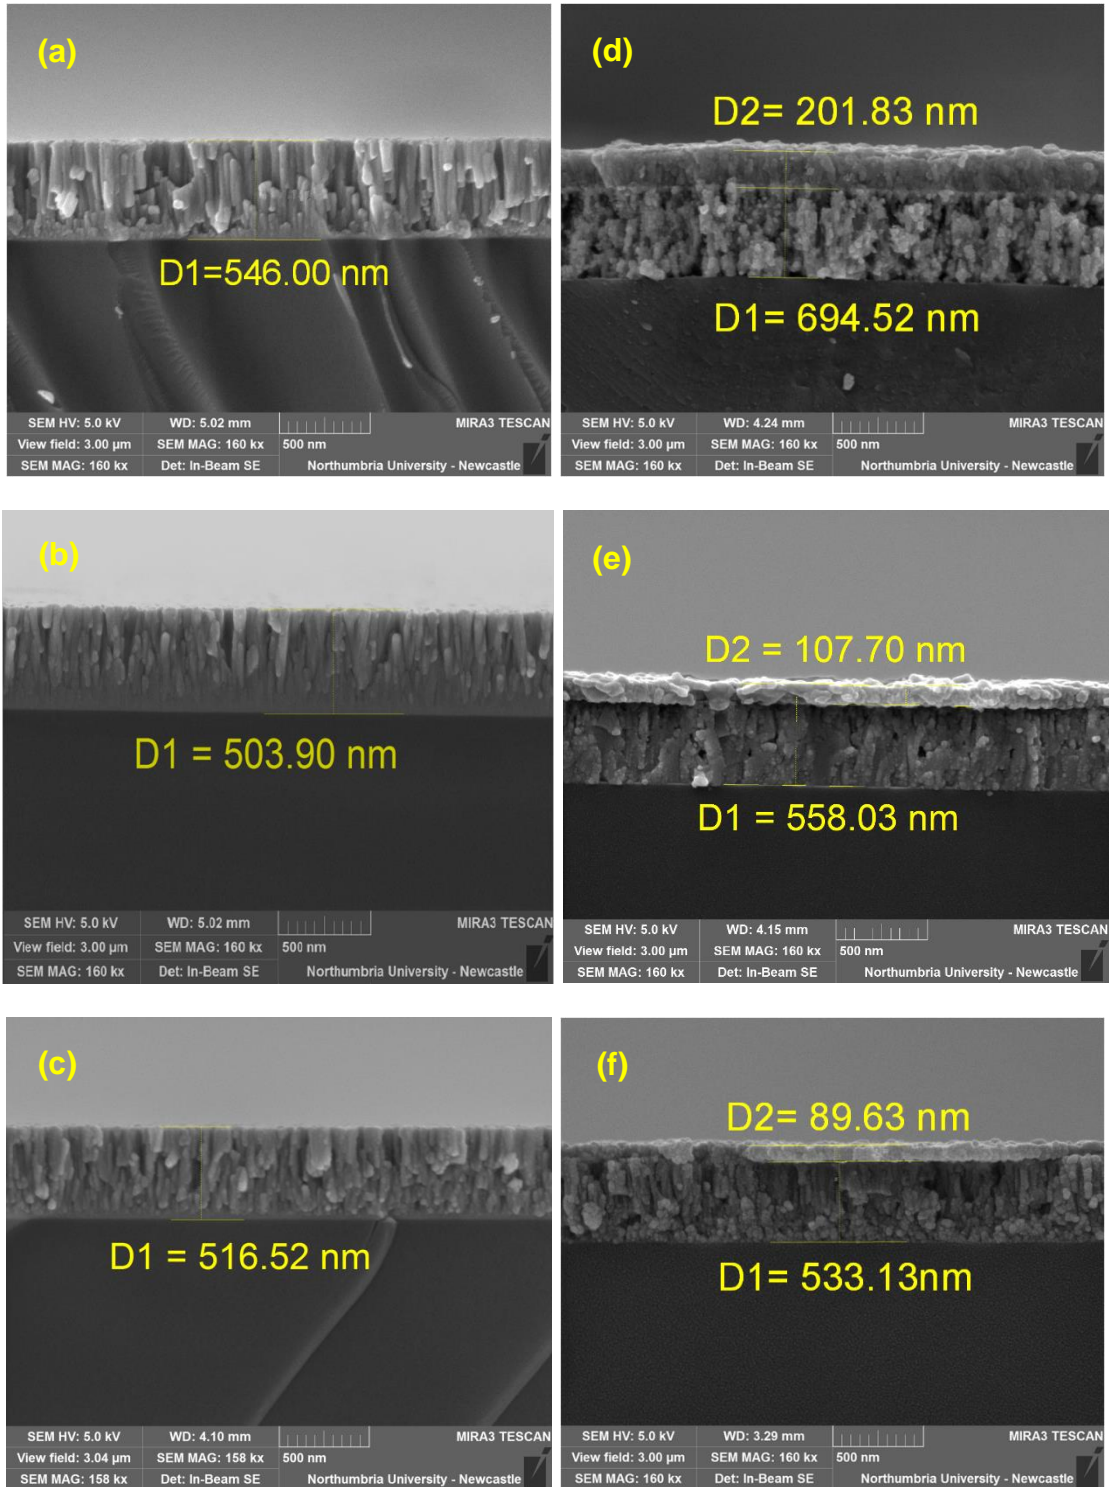 (a)
D1=546.00 nm
SEM HV: 5.0 kV WD: 5.02 mm MIRA3 TESCAN
View field: 3.00 µm SEM MAG: 160 kx 500 nm
SEM MAG: 160 kx Det: In-Beam SE Northumbria University - Newcastle
(d)
D2= 201.83 nm
D1= 694.52 nm
SEM HV: 5.0 kV WD: 4.24 mm MIRA3 TESCAN
View field: 3.00 µm SEM MAG: 160 kx 500 nm
SEM MAG: 160 kx Det: In-Beam SE Northumbria University - Newcastle
(b)
D1 = 503.90 nm
SEM HV: 5.0 kV WD: 5.02 mm MIRA3 TESCAN
View field: 3.00 µm SEM MAG: 160 kx 500 nm
SEM MAG: 160 kx Det: In-Beam SE Northumbria University - Newcastle
(e)
D2 = 107.70 nm
D1 = 558.03 nm
SEM HV: 5.0 kV WD: 4.15 mm MIRA3 TESCAN
View field: 3.00 µm SEM MAG: 160 kx 500 nm
SEM MAG: 160 kx Det: In-Beam SE Northumbria University - Newcastle
(c)
D1 = 516.52 nm
SEM HV: 5.0 kV WD: 4.10 mm MIRA3 TESCAN
View field: 3.04 µm SEM MAG: 158 kx 500 nm
SEM MAG: 158 kx Det: In-Beam SE Northumbria University - Newcastle
(f)
D2= 89.63 nm
D1= 533.13nm
SEM HV: 5.0 kV WD: 3.29 mm MIRA3 TESCAN
View field: 3.00 µm SEM MAG: 160 kx 500 nm
SEM MAG: 160 kx Det: In-Beam SE Northumbria University - Newcastle